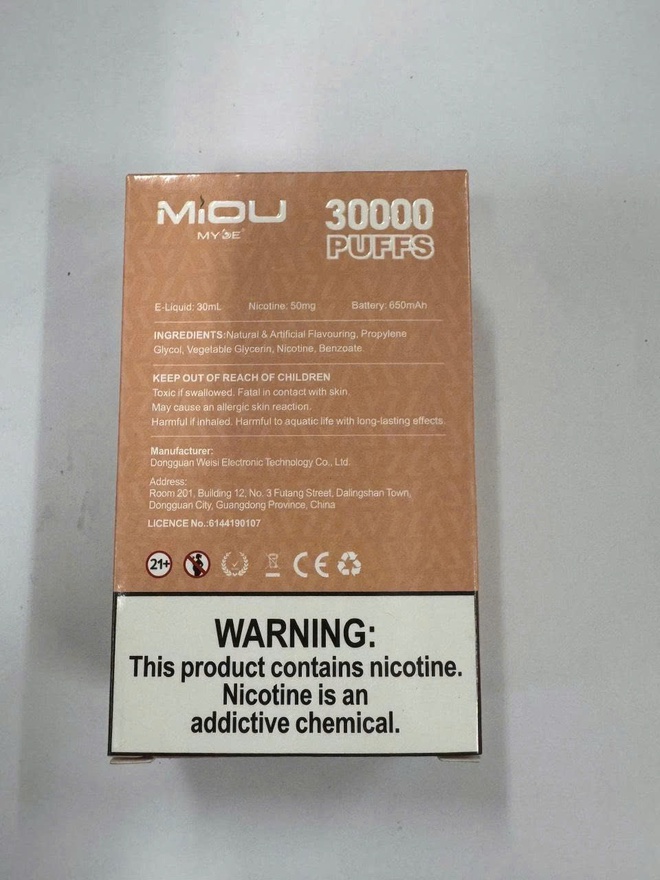 MiOU
MYDE
30000
PUFFS
E-Liquid: 30mL Nicotine: 50mg Battery: 650mAh
INGREDIENTS:Natural & Artificial Flavouring, Propylene
Glycol, Vegetable Glycerin, Nicotine, Benzoate.
KEEP OUT OF REACH OF CHILDREN
Toxic if swallowed. Fatal in contact with skin.
May cause an allergic skin reaction.
Harmful if inhaled. Harmful to aquatic life with long-lasting effects.
Manufacturer:
Dongguan Weisi Electronic Technology Co., Ltd.
Address:
Room 201, Building 12, No. 3 Futang Street, Dalingshan Town,
Dongguan City, Guangdong Province, China
LICENCE No.:6144190107
21+ CE
WARNING:
This product contains nicotine.
Nicotine is an
addictive chemical.